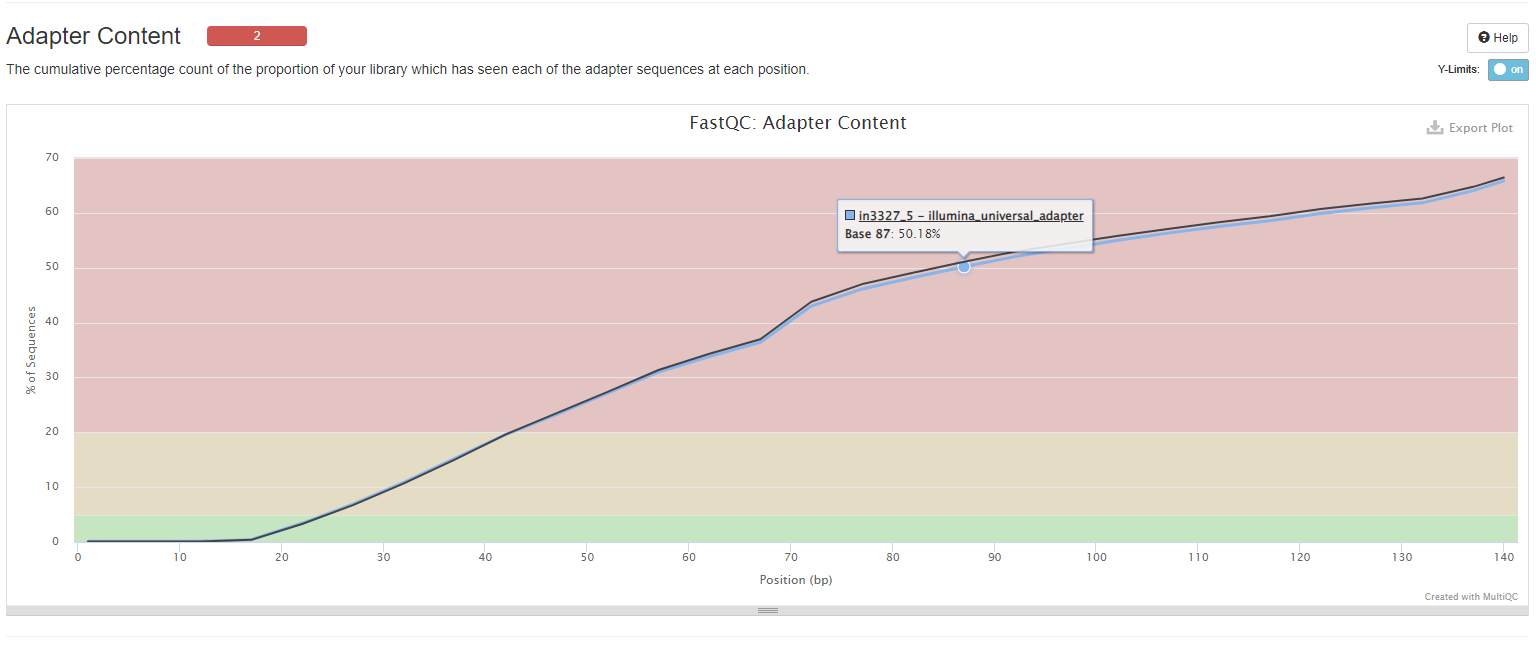 Adapter Content 2
Help
The cumulative percentage count of the proportion of your library which has seen each of the adapter sequences at each position.
Y-Limits: on
FastQC: Adapter Content
Export Plot
70
60
50
40
30
20
10
0
% of Sequences
in3327_5 – illumina_universal_adapter
Base 87: 50.18%
0 10 20 30 40 50 60 70 80 90 100 110 120 130 140
Position (bp)
Created with MultiQC